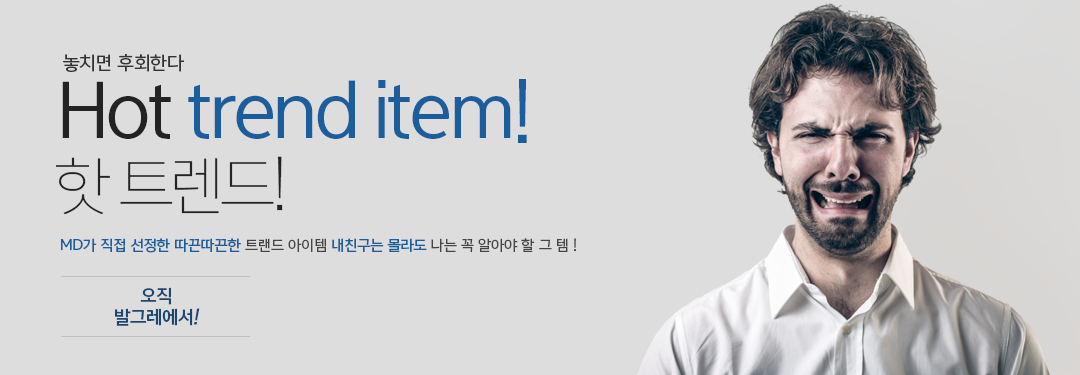 놓치면 후회한다
Hot trend item!
핫 트렌드!
MD가 직접 선정한 따끈따끈한 트랜드 아이템 내친구는 몰라도 나는 꼭 알아야 할 그 템 !
오직
발그레에서!